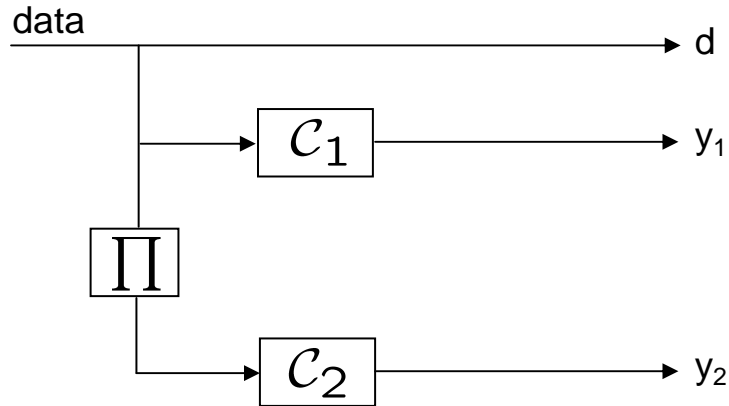 data
d
𝒞₁
y₁
∏
𝒞₂
y₂